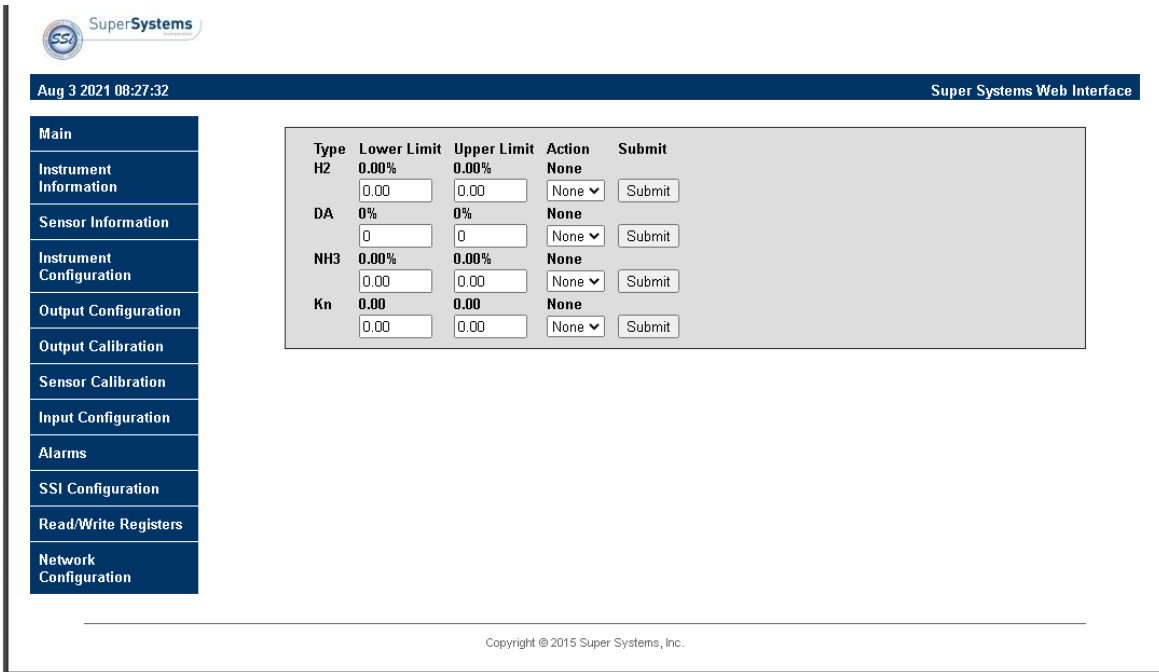 SSi SuperSystems
Aug 3 2021 08:27:32 Super Systems Web Interface
Main
Instrument
Information
Sensor Information
Instrument
Configuration
Output Configuration
Output Calibration
Sensor Calibration
Input Configuration
Alarms
SSI Configuration
Read/Write Registers
Network
Configuration
Type Lower Limit Upper Limit Action Submit
H2 0.00% 0.00% None
0.00 0.00 None Submit
DA 0% 0% None
0 0 None Submit
NH3 0.00% 0.00% None
0.00 0.00 None Submit
Kn 0.00 0.00 None
0.00 0.00 None Submit
Copyright © 2015 Super Systems, Inc.